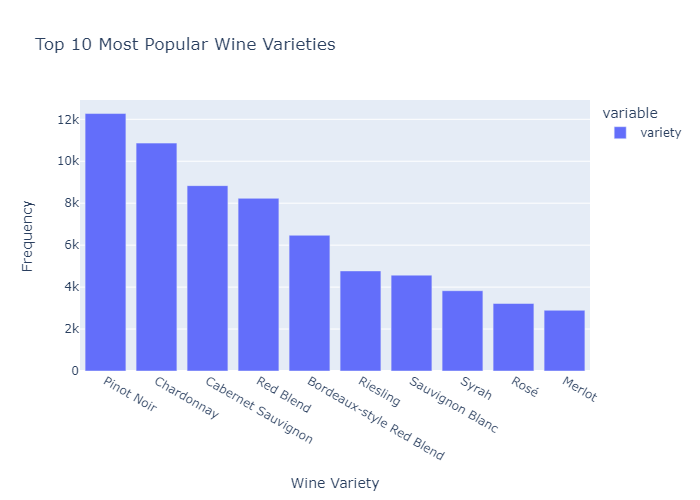 Top 10 Most Popular Wine Varieties
variable
variety
Frequency
12k
10k
8k
6k
4k
2k
0
Pinot Noir
Chardonnay
Cabernet Sauvignon
Red Blend
Bordeaux-style Red Blend
Riesling
Sauvignon Blanc
Syrah
Rosé
Merlot
Wine Variety